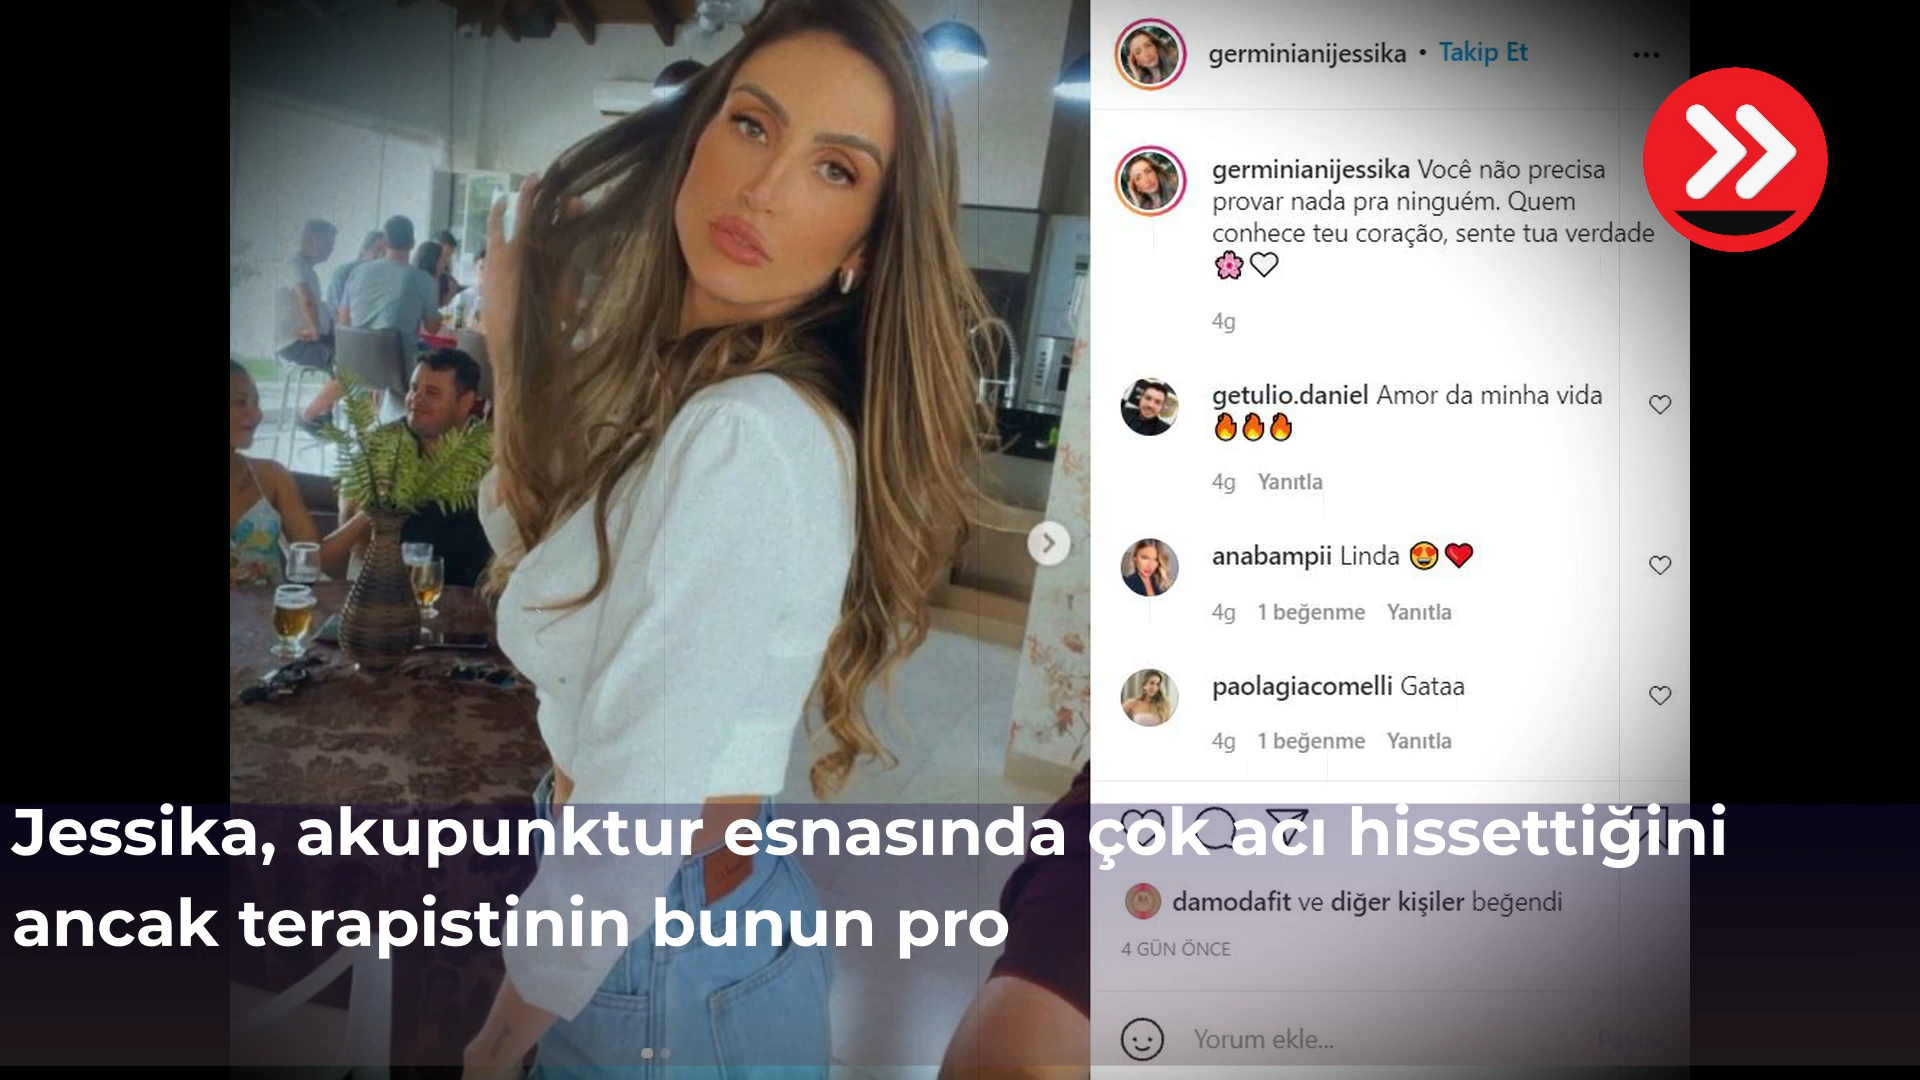 germinianijessika • Takip Et
germinianijessika Você não precisa
provar nada pra ninguém. Quem
conhece teu coração, sente tua verdade
🌸🤍
4g
getulio.daniel Amor da minha vida
🔥🔥🔥
4g Yanıtla
anabampii Linda 😍❤️
4g 1 beğenme Yanıtla
paolagiacomelli Gataa
4g 1 beğenme Yanıtla
Jessika, akupunktur esnasında çok acı hissettiğini
ancak terapistinin bunun pro
damodafit ve diğer kişiler beğendi
4 GÜN ÖNCE
Yorum ekle...